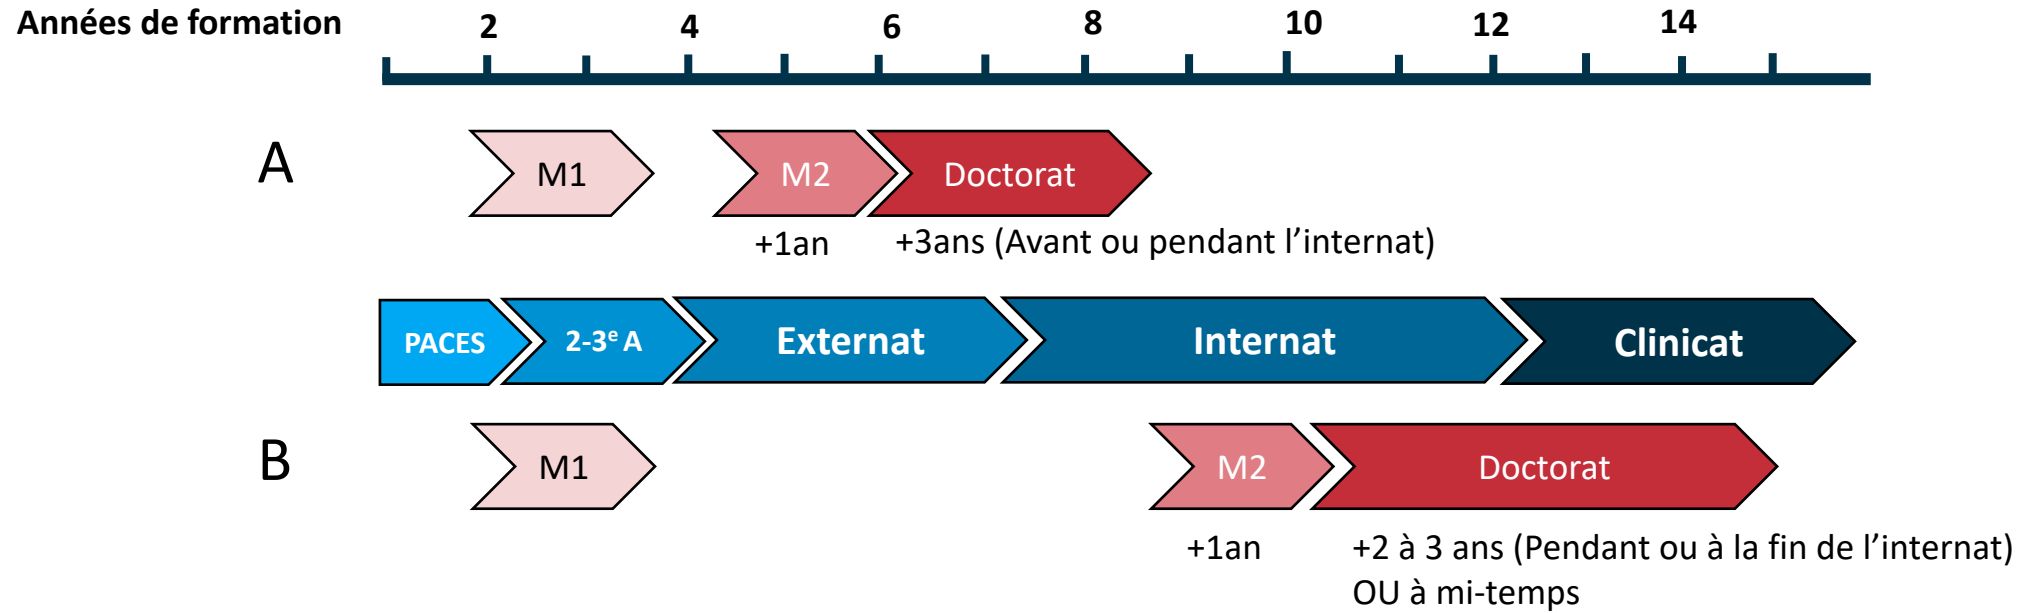 Années de formation 2 4 6 8 10 12 14
A M1 M2 Doctorat
+1an +3ans (Avant ou pendant l’internat)
PACES 2-3e A Externat Internat Clinicat
B M1 M2 Doctorat
+1an +2 à 3 ans (Pendant ou à la fin de l’internat)
OU à mi-temps